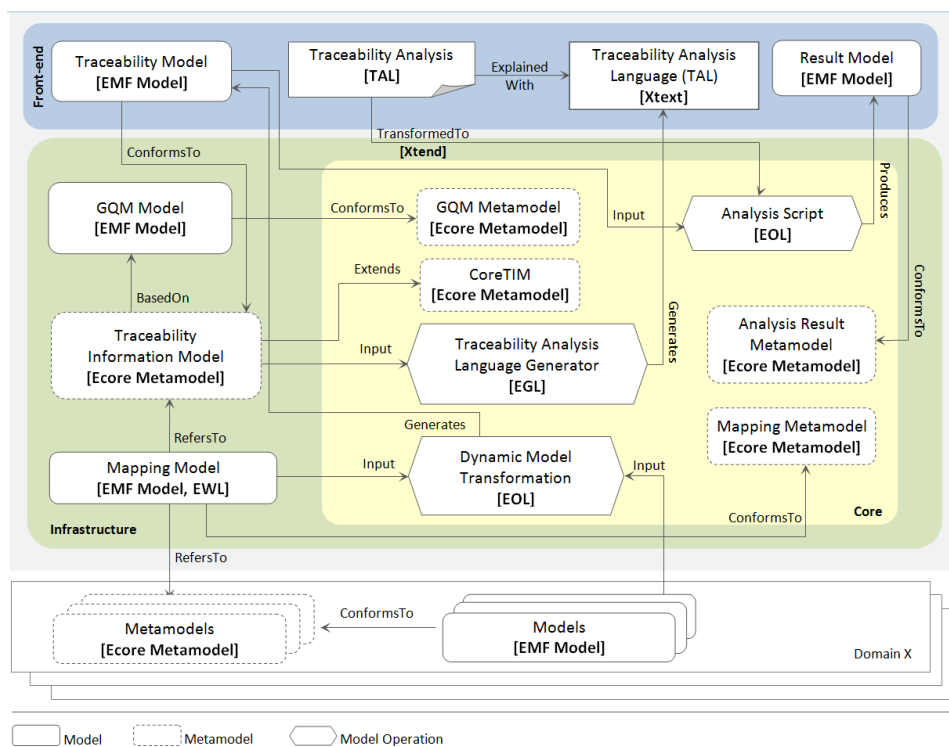 Front-end
Traceability Model
[EMF Model]
Traceability Analysis
[TAL]
Explained
With
Traceability Analysis
Language (TAL)
[Xtext]
Result Model
[EMF Model]
ConformsTo
TransformedTo
[Xtend]
Produces
GQM Model
[EMF Model]
ConformsTo
GQM Metamodel
[Ecore Metamodel]
Input
Analysis Script
[EOL]
BasedOn
Extends
CoreTIM
[Ecore Metamodel]
Generates
ConformsTo
Traceability
Information Model
[Ecore Metamodel]
Input
Traceability Analysis
Language Generator
[EGL]
Analysis Result
Metamodel
[Ecore Metamodel]
RefersTo
Generates
Mapping Metamodel
[Ecore Metamodel]
Mapping Model
[EMF Model, EWL]
Input
Dynamic Model
Transformation
[EOL]
Input
Infrastructure
ConformsTo
Core
RefersTo
Metamodels
[Ecore Metamodel]
ConformsTo
Models
[EMF Model]
Domain X
Model
Metamodel
Model Operation